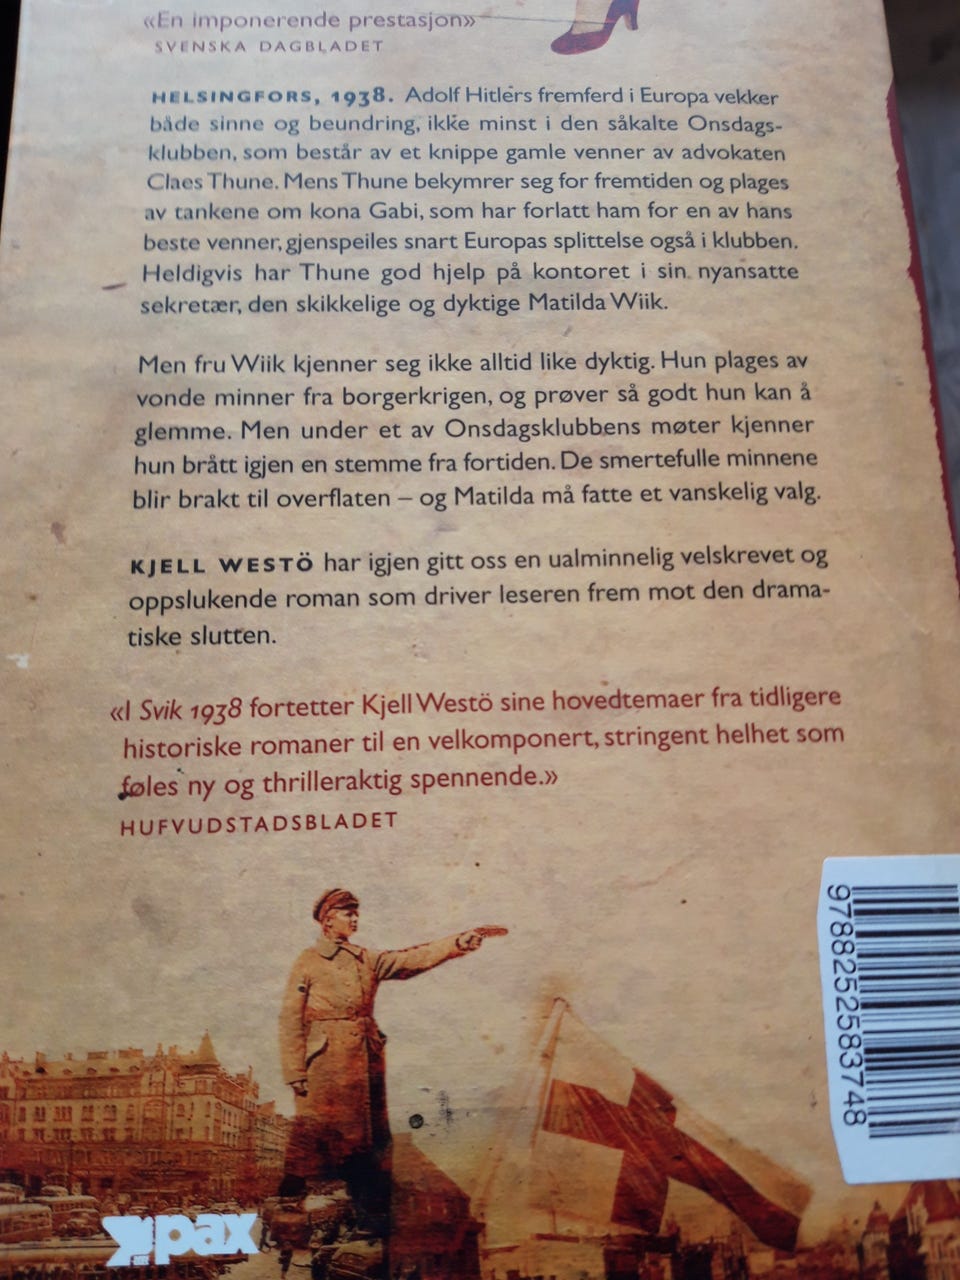 «En imponerende prestasjon»
SVENSKA DAGBLADET
HELSINGFORS, 1938. Adolf Hitlers fremferd i Europa vekker
både sinne og beundring, ikke minst i den såkalte Onsdags-
klubben, som består av et knippe gamle venner av advokaten
Claes Thune. Mens Thune bekymrer seg for fremtiden og plages
av tankene om kona Gabi, som har forlatt ham for en av hans
beste venner, gjenspeiles snart Europas splittelse også i klubben.
Heldigvis har Thune god hjelp på kontoret i sin nyansatte
sekretær, den skikkelige og dyktige Matilda Wiik.
Men fru Wiik kjenner seg ikke alltid like dyktig. Hun plages av
vonde minner fra borgerkrigen, og prøver så godt hun kan å
glemme. Men under et av Onsdagsklubbens møter kjenner
hun brått igjen en stemme fra fortiden. De smertefulle minnene
blir brakt til overflaten – og Matilda må fatte et vanskelig valg.
KJELL WESTÖ har igjen gitt oss en ualminnelig velskrevet og
oppslukende roman som driver leseren frem mot den drama-
tiske slutten.
«I Svik 1938 fortetter Kjell Westö sine hovedtemaer fra tidligere
historiske romaner til en velkomponert, stringent helhet som
føles ny og thrilleraktig spennende.»
HUFVUDSTADSBLADET
9788252583748
pax